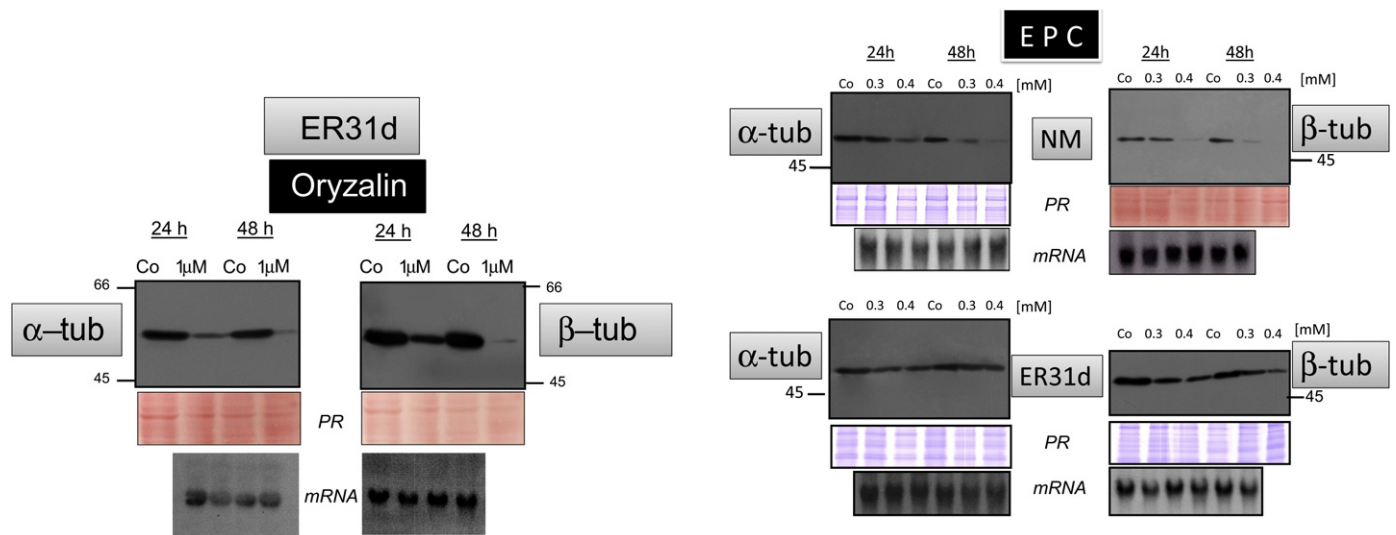 ER31d
Oryzalin
24 h 48 h 24 h 48 h
Co 1μM Co 1μM Co 1μM Co 1μM
66 66
α–tub β–tub
45 45
PR
mRNA
E P C
24h 48h 24h 48h
Co 0.3 0.4 Co 0.3 0.4 [mM] Co 0.3 0.4 Co 0.3 0.4 [mM]
α-tub NM β-tub
45 45
PR
mRNA
Co 0.3 0.4 Co 0.3 0.4 [mM] Co 0.3 0.4 Co 0.3 0.4 [mM]
α-tub ER31d β-tub
45 45
PR
mRNA